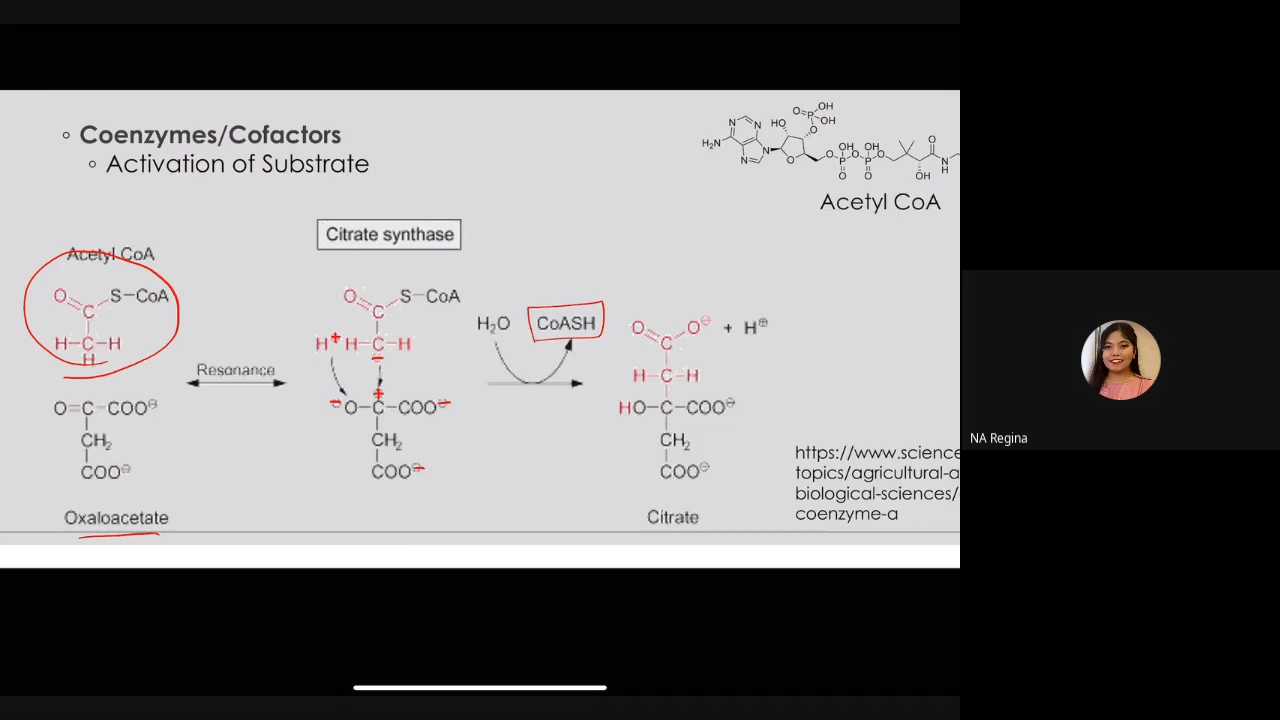 Coenzymes/Cofactors
Activation of Substrate
Acetyl CoA
Citrate synthase
Acetyl CoA
O
S-CoA
C
H-C-H
H
Resonance
O=C-COO⊖
CH₂
COO⊖
Oxaloacetate
O
S-CoA
C
H+ H-C-H
-O-C-COO-
CH₂
COO-
H₂O CoASH
O O⊖ + H⊕
C
H-C-H
HO-C-COO⊖
CH₂
COO⊖
Citrate
https://www.science
topics/agricultural-a
biological-sciences/
coenzyme-a
NA Regina